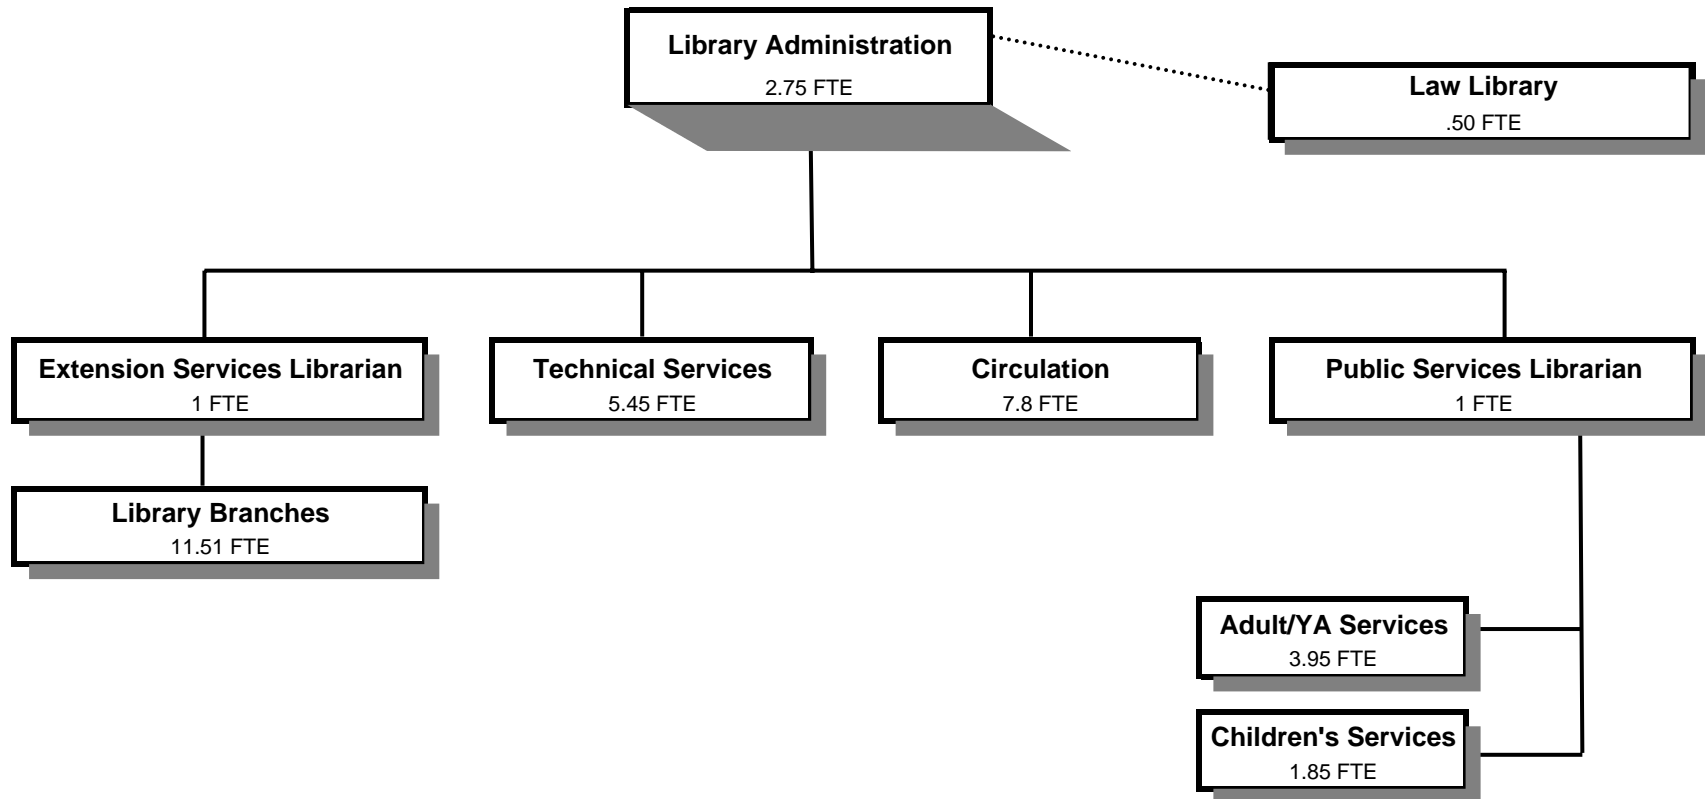 Library Administration
2.75 FTE
Law Library
.50 FTE
Extension Services Librarian
1 FTE
Technical Services
5.45 FTE
Circulation
7.8 FTE
Public Services Librarian
1 FTE
Library Branches
11.51 FTE
Adult/YA Services
3.95 FTE
Children's Services
1.85 FTE